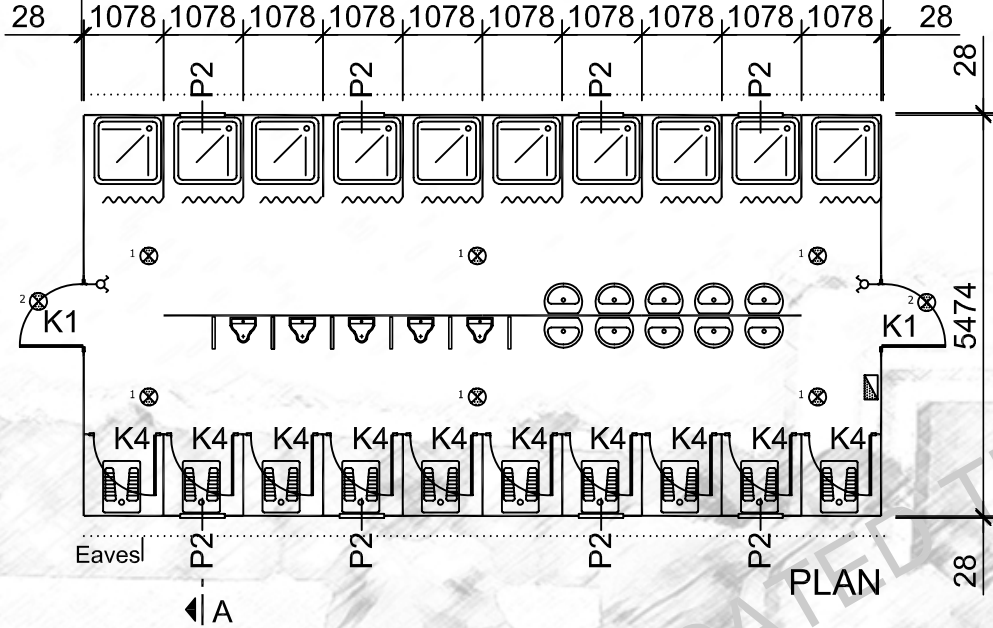 28 1078 1078 1078 1078 1078 1078 1078 1078 1078 1078 28
28
P2 P2 P2 P2
1 1 1
2 2
K1 K1
5474
1 1 1
K4 K4 K4 K4 K4 K4 K4 K4 K4 K4
Eaves
P2 P2 P2 P2
28
PLAN
A